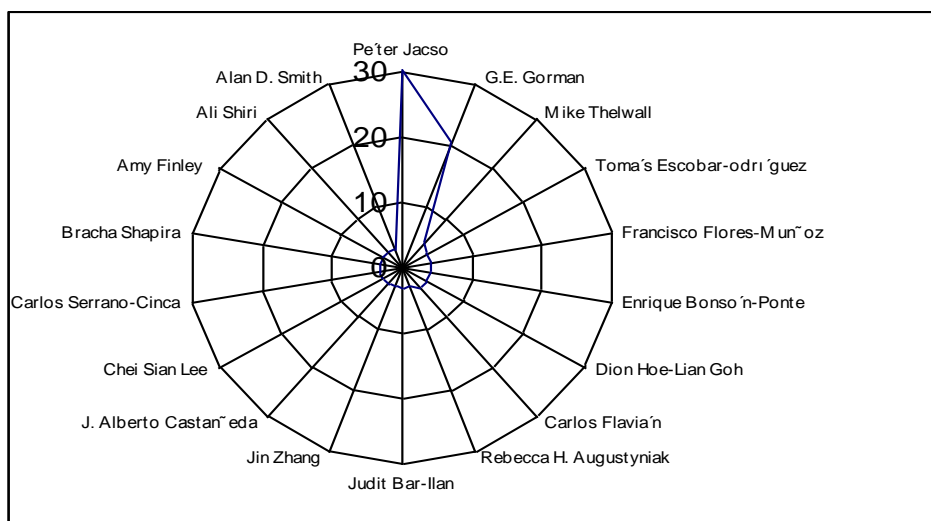 Pe´ter Jacso
30
Alan D. Smith
G.E. Gorman
Ali Shiri
Mike Thelwall
20
Amy Finley
Toma´s Escobar-odrı´guez
10
Bracha Shapira
Francisco Flores-Mun˜oz
0
Carlos Serrano-Cinca
Enrique Bonso´n-Ponte
Chei Sian Lee
Dion Hoe-Lian Goh
J. Alberto Castan˜eda
Carlos Flavia´n
Jin Zhang
Rebecca H. Augustyniak
Judit Bar-Ilan